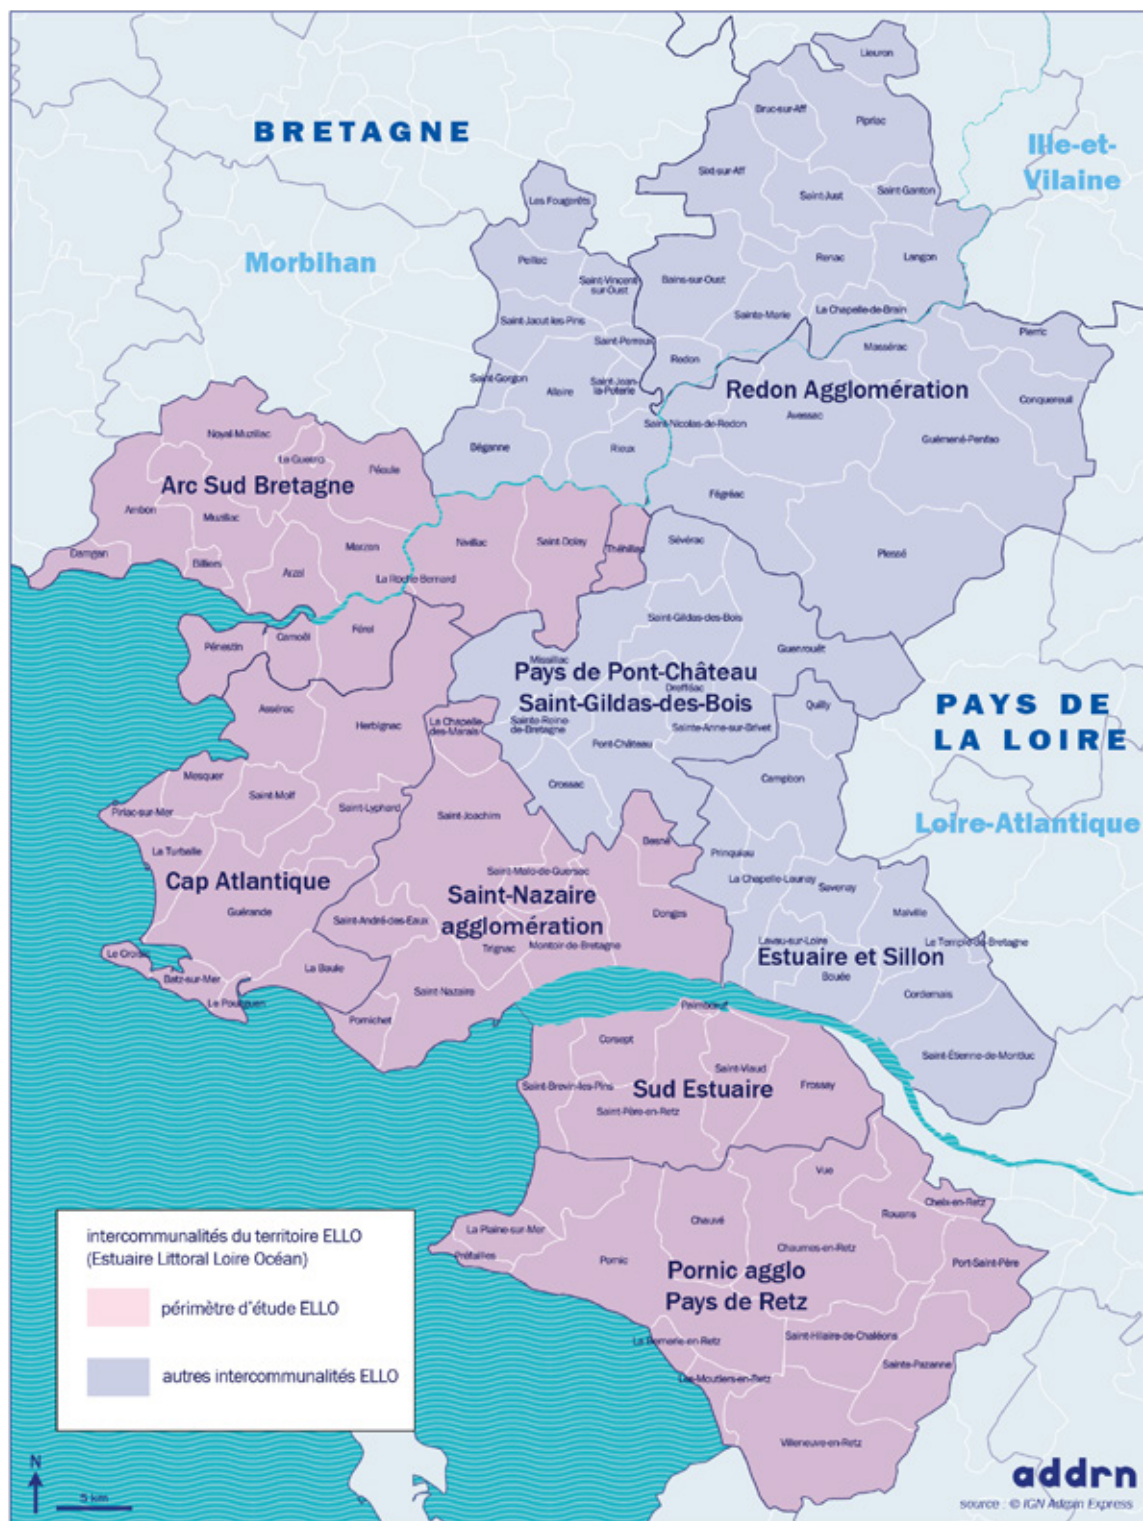 Lieuron
BRETAGNE
Bruc-sur-Aff
Pipriac
Ille-et-
Vilaine
Sixt-sur-Aff
Saint-Just
Saint-Ganton
Les Fougerêts
Morbihan
Peillac
Renac
Langon
Saint-Vincent
sur-Oust
Bains-sur-Oust
Sainte-Marie
La Chapelle-de-Brain
Saint-Jacut-les-Pins
Saint-Perreux
Massérac
Pierric
Redon
Saint-Gorgon
Allaire
Saint-Jean
la-Poterie
Redon Agglomération
Conquereuil
Avessac
Saint-Nicolas-de-Redon
Guémené-Penfao
Noyal-Muzillac
Béganne
Rieux
Le Guerno
Péaule
Arc Sud Bretagne
Fégréac
Ambon
Muzillac
Nivillac
Saint-Dolay
Théhillac
Sévérac
Plessé
Damgan
Billiers
Marzan
Arzal
La Roche-Bernard
Saint-Gildas-des-Bois
Pénestin
Camoël
Férel
Guenrouët
Missillac
Pays de Pont-Château
Saint-Gildas-des-Bois
Drefféac
Quilly
Assérac
Herbignac
La Chapelle-
des-Marais
Sainte-Reine-
de-Bretagne
Sainte-Anne-sur-Brivet
Pont-Château
PAYS DE
LA LOIRE
Mesquer
Crossac
Campbon
Saint-Molf
Piriac-sur-Mer
Saint-Lyphard
Saint-Joachim
Loire-Atlantique
La Turballe
Besné
Prinquiau
Cap Atlantique
Saint-Malo-de-Guersac
La Chapelle-Launay
Savenay
Saint-Nazaire
agglomération
Guérande
Saint-André-des-Eaux
Donges
Malville
Trignac
Montoir-de-Bretagne
Lavau-sur-Loire
Le Temple-de-Bretagne
Estuaire et Sillon
Le Croisic
Batz-sur-Mer
La Baule
Bouée
Cordemais
Le Pouliguen
Saint-Nazaire
Pornichet
Paimbœuf
Corsept
Saint-Étienne-de-Montluc
Saint-Viaud
Saint-Brevin-les-Pins
Sud Estuaire
Frossay
Saint-Père-en-Retz
Vue
Cheix-en-Retz
Rouans
La Plaine-sur-Mer
Chauvé
Préfailles
Pornic
Chaumes-en-Retz
Port-Saint-Père
Pornic agglo
Pays de Retz
La Bernerie-en-Retz
Saint-Hilaire-de-Chaléons
Sainte-Pazanne
Les-Moutiers-en-Retz
Villeneuve-en-Retz
intercommunalités du territoire ELLO
(Estuaire Littoral Loire Océan)
périmètre d'étude ELLO
autres intercommunalités ELLO
N
5 km
addrn
source : © IGN Admin Express